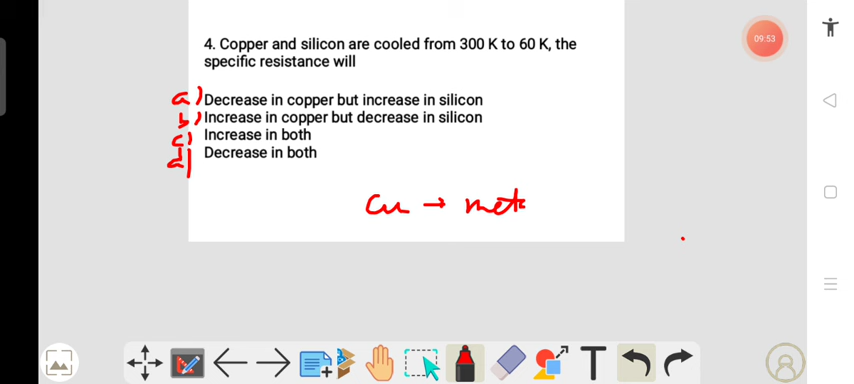 09:53
4. Copper and silicon are cooled from 300 K to 60 K, the
specific resistance will
a) Decrease in copper but increase in silicon
b) Increase in copper but decrease in silicon
c) Increase in both
d) Decrease in both
Cu → meta
T